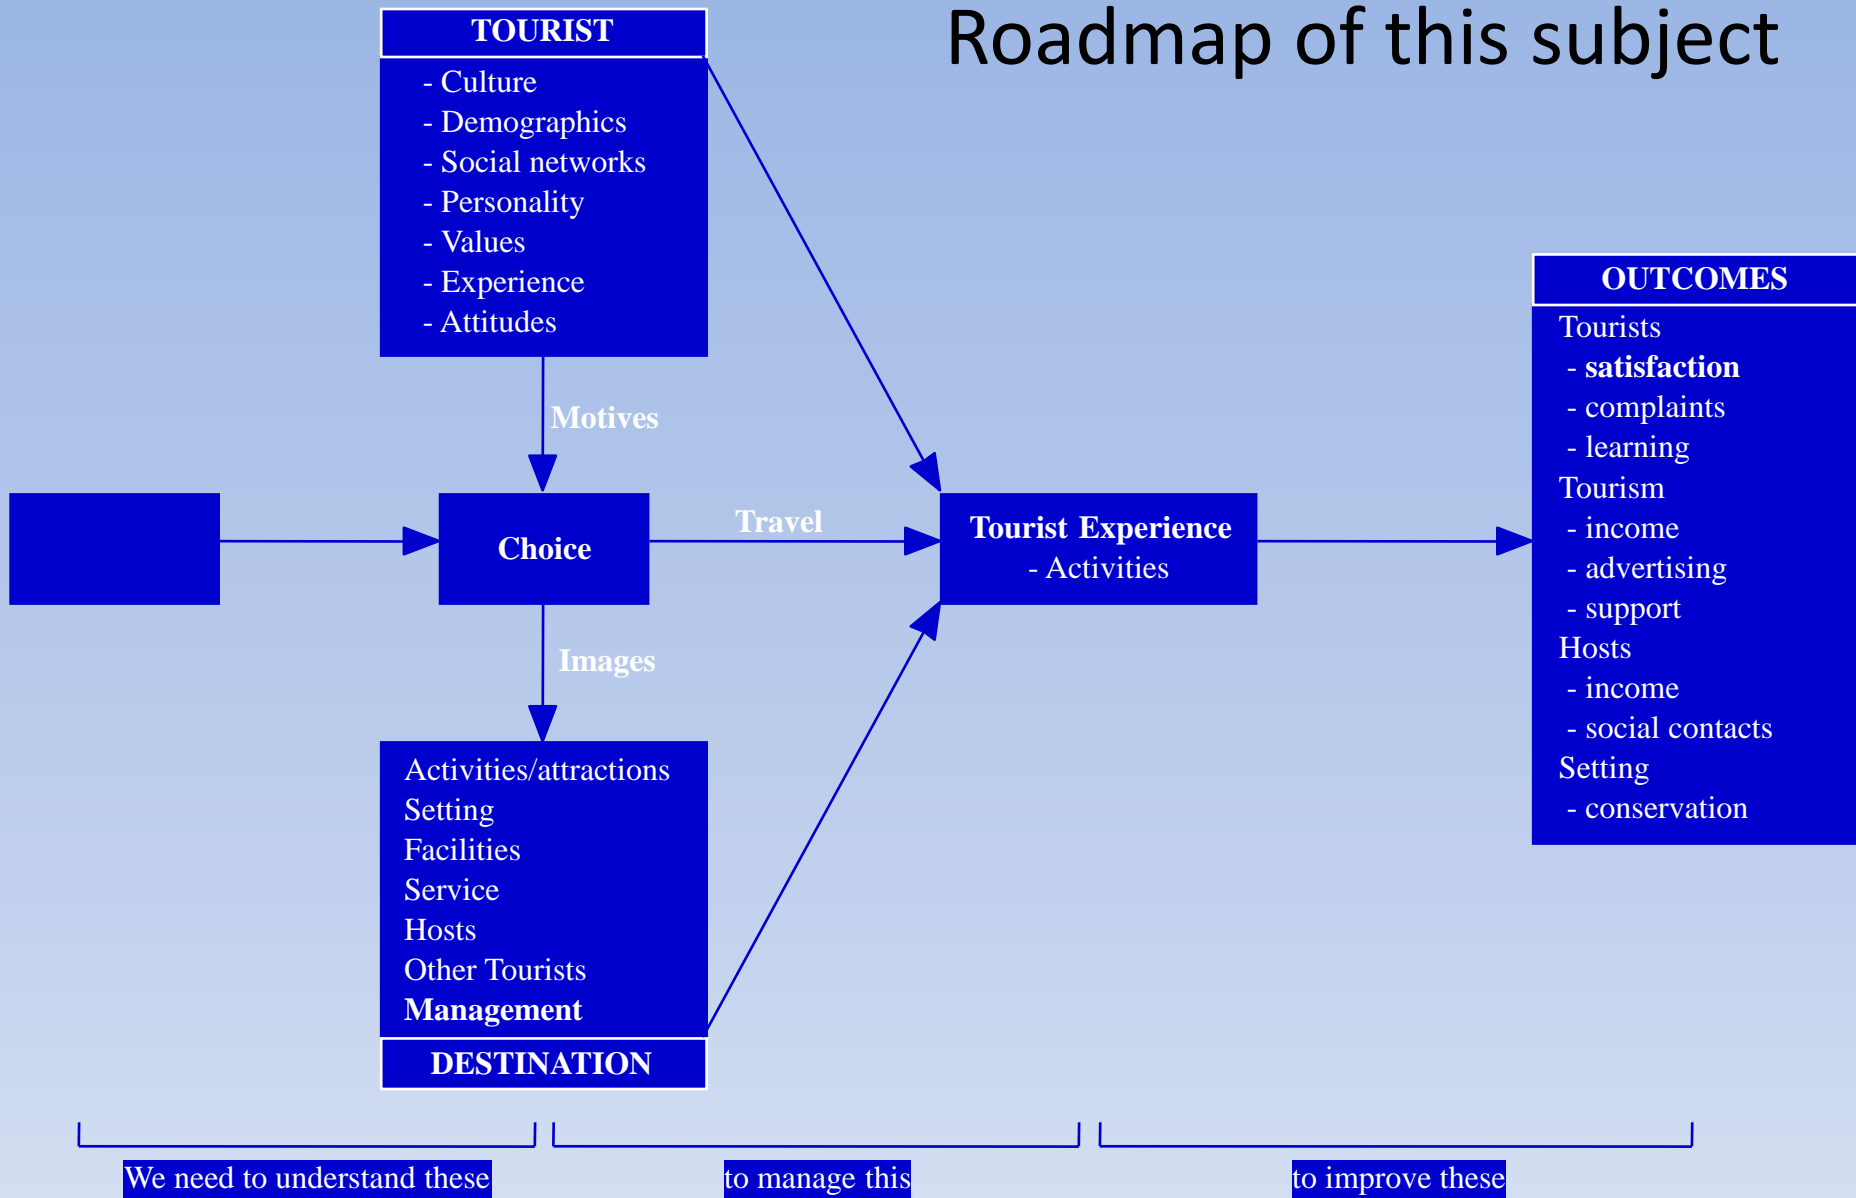 Roadmap of this subject
TOURIST
- Culture
- Demographics
- Social networks
- Personality
- Values
- Experience
- Attitudes
Motives
Choice
Travel
Tourist Experience
- Activities
Images
Activities/attractions
Setting
Facilities
Service
Hosts
Other Tourists
Management
DESTINATION
OUTCOMES
Tourists
- satisfaction
- complaints
- learning
Tourism
- income
- advertising
- support
Hosts
- income
- social contacts
Setting
- conservation
We need to understand these
to manage this
to improve these